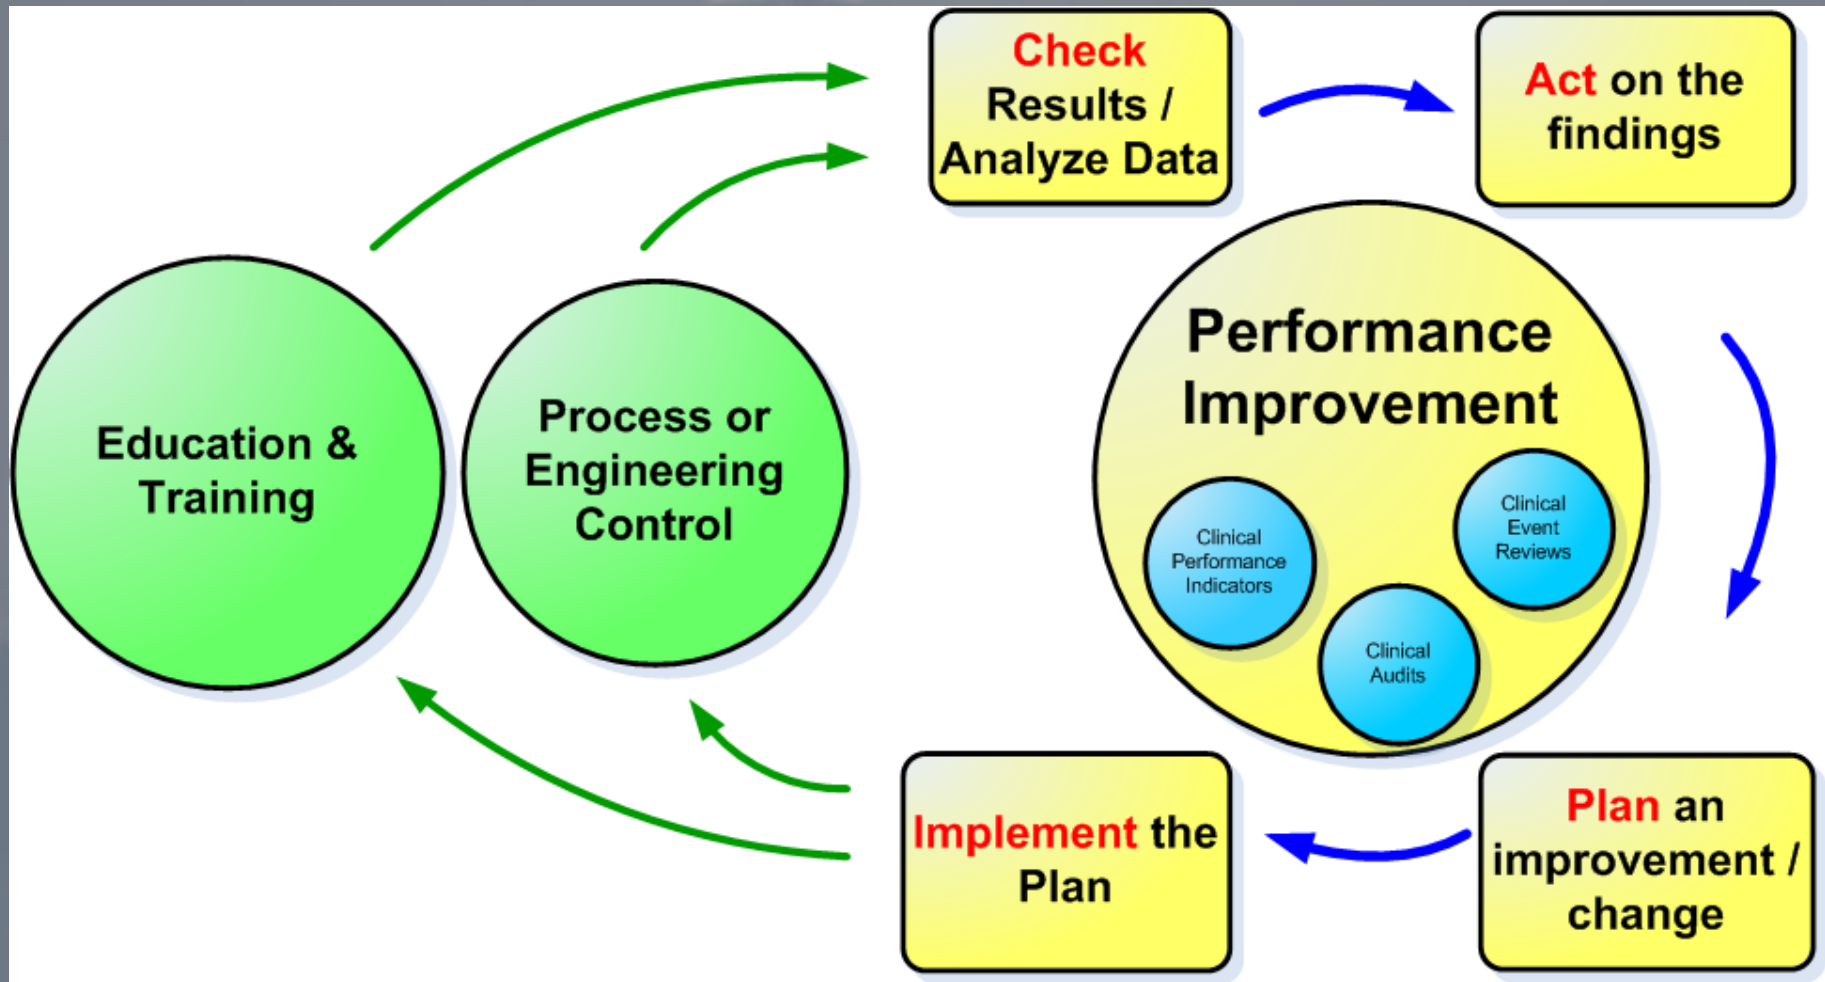 Check
Results /
Analyze Data
Act on the
findings
Performance
Improvement
Education &
Training
Process or
Engineering
Control
Clinical
Performance
Indicators
Clinical
Audits
Clinical
Event
Reviews
Implement the
Plan
Plan an
improvement /
change